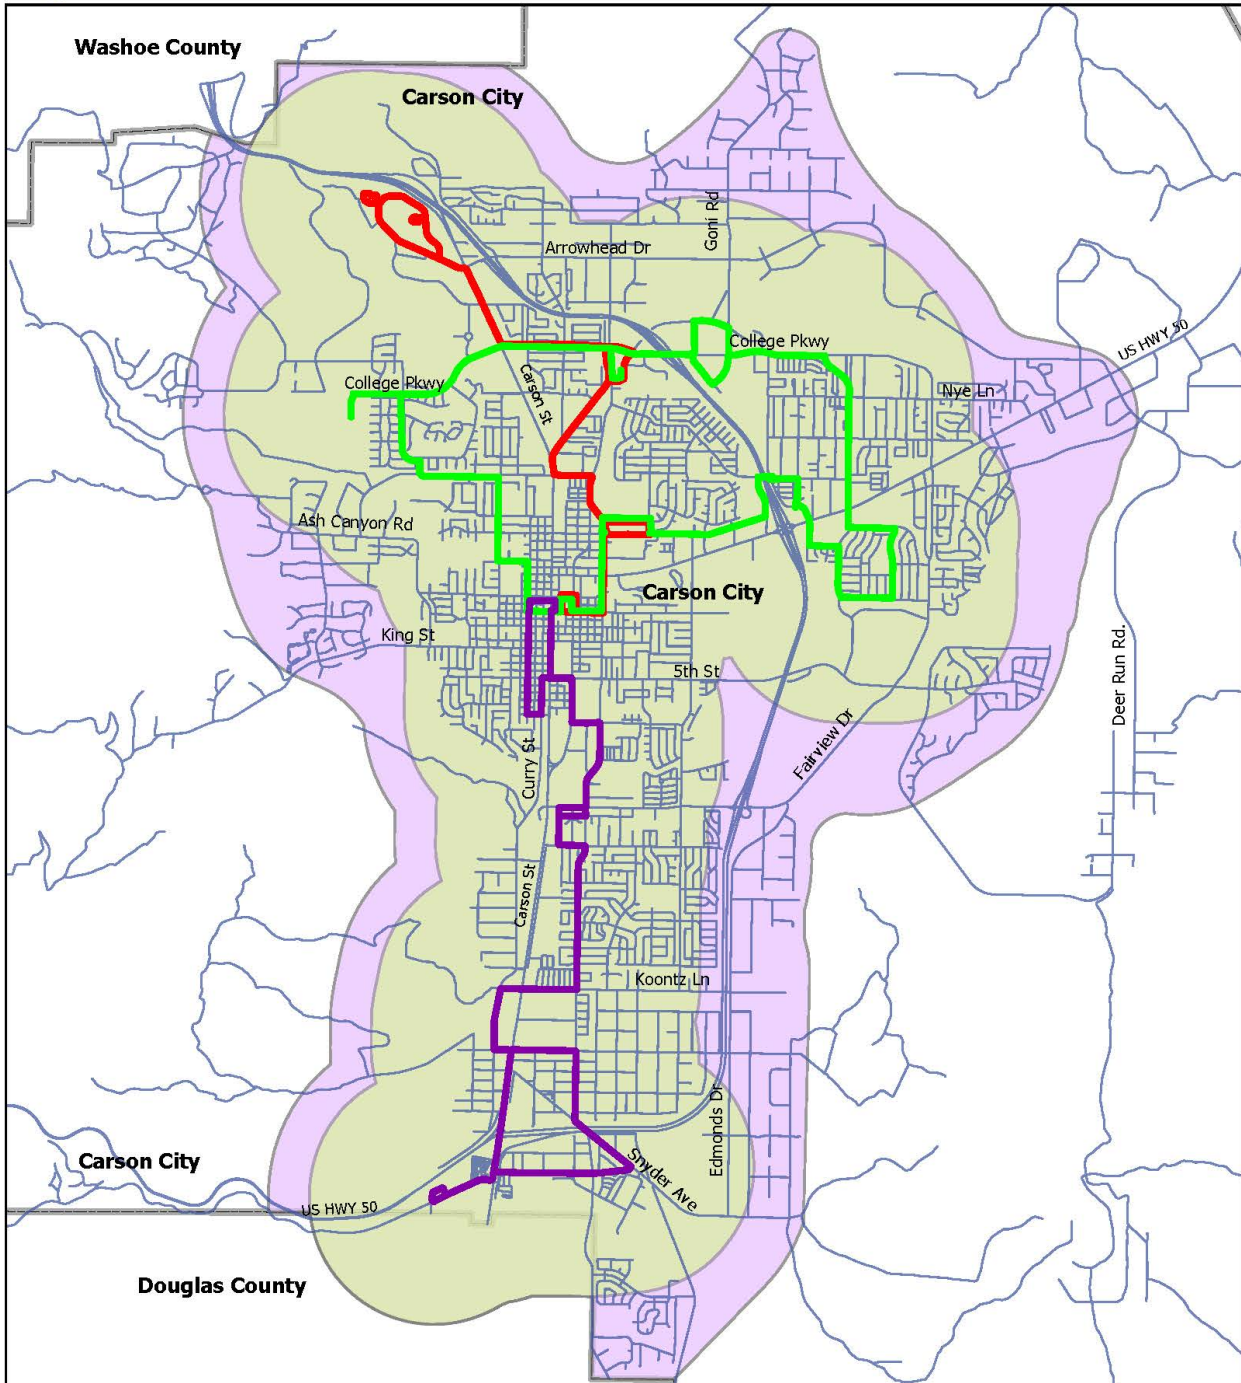 Washoe County
Carson City
Goni Rd
Arrowhead Dr
US HWY 50
College Pkwy
College Pkwy
Carson St
Nye Ln
Ash Canyon Rd
Carson City
King St
5th St
Deer Run Rd.
Fairview Dr
Curry St
Carson St
Koontz Ln
Edmonds Dr
Carson City
Snyder Ave
US HWY 50
Douglas County